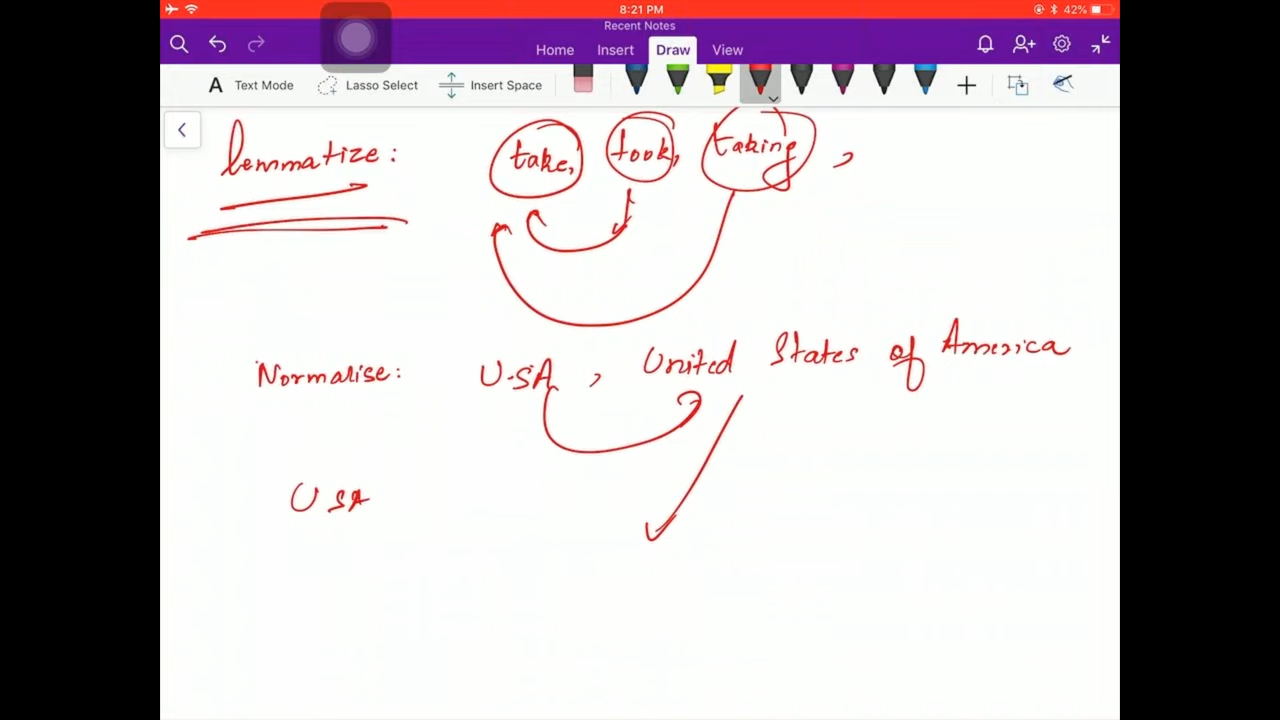 8:21 PM
42%
Recent Notes
Home Insert Draw View
A Text Mode Lasso Select Insert Space
lemmatize: take, took, taking,
Normalise: U.SA, United States of America
USA